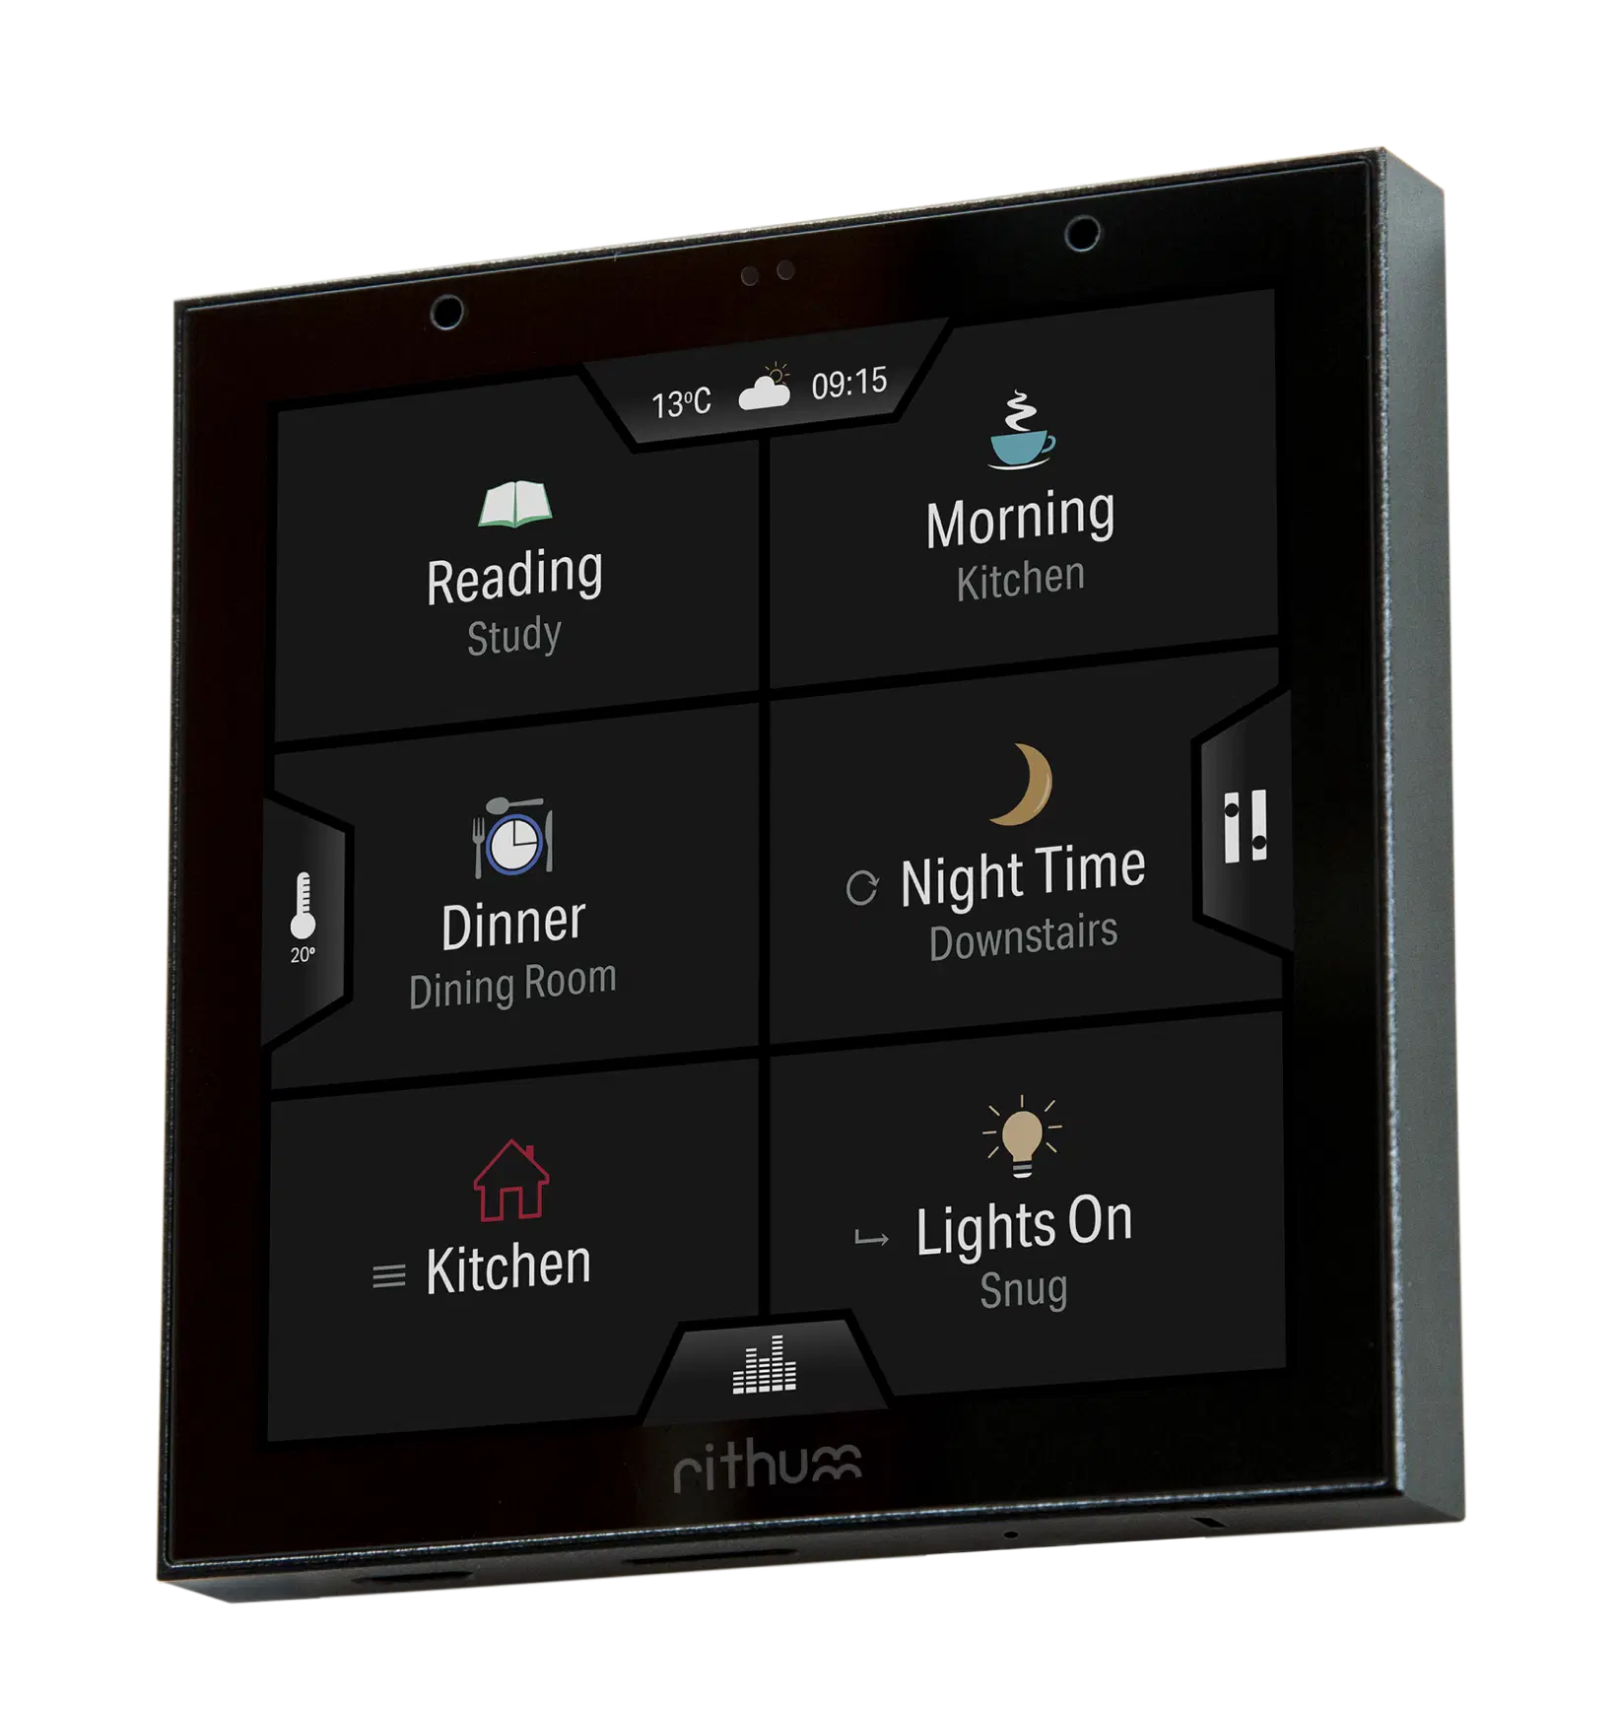 13°C 09:15
Reading
Study
Morning
Kitchen
20°
Dinner
Dining Room
Night Time
Downstairs
Kitchen
Lights On
Snug
rithum